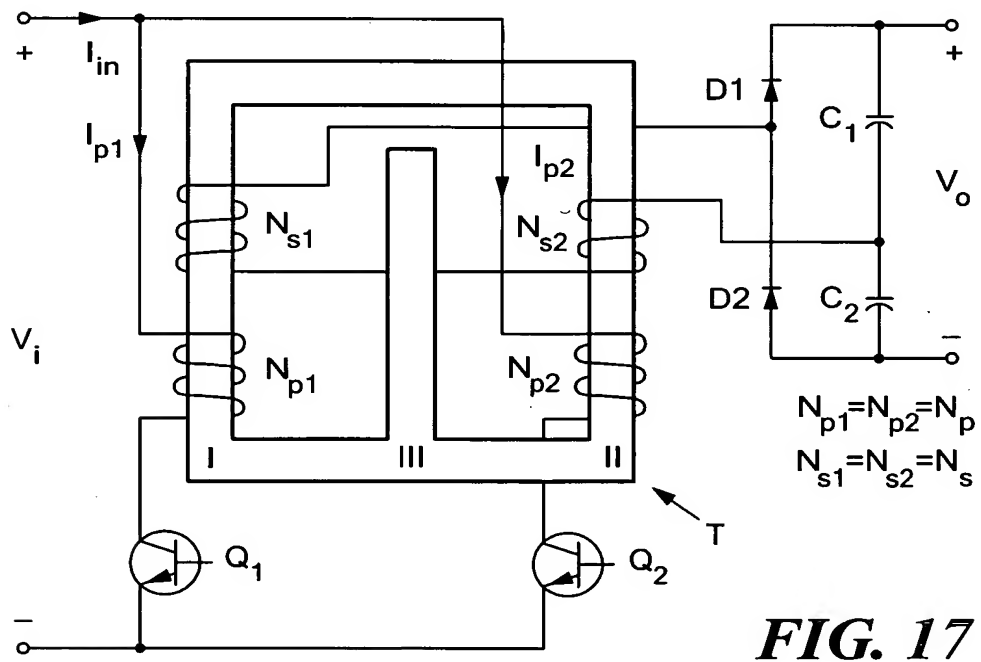 +
I_in
I_p1
V_i
−
N_s1
N_p1
I_p2
N_s2
N_p2
I
III
II
T
Q_1
Q_2
D1
D2
C_1
C_2
+
V_o
−
N_p1=N_p2=N_p
N_s1=N_s2=N_s
FIG. 17